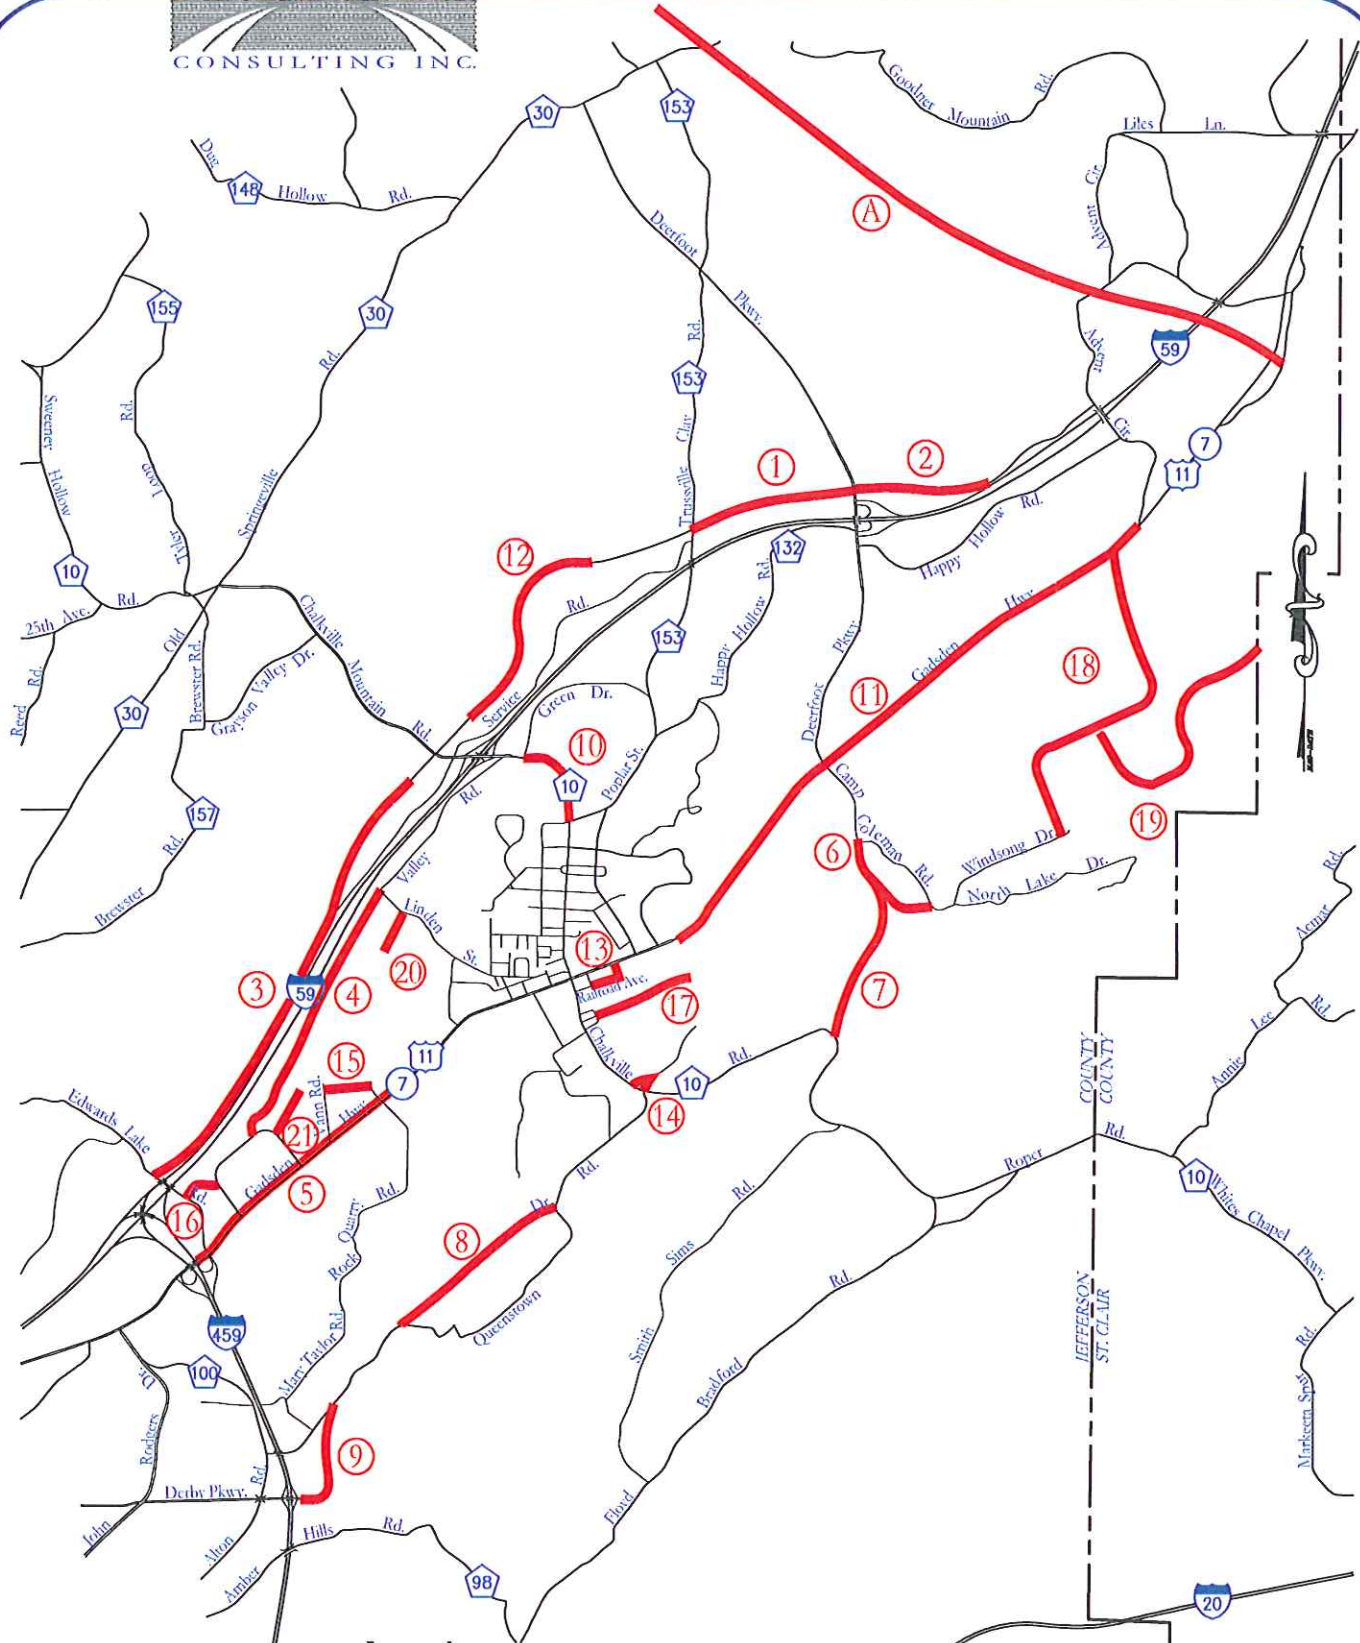 CONSULTING INC.
30
153
Goodner Mountain Rd.
Liles Ln.
Dug Hollow Rd.
148
Advent Cir.
A
Deerfoot Pkwy.
155
30
Rd.
59
Advent Cir.
153
Trussville Clay Rd.
Sweeney Hollow Rd.
Tyler Loop Rd.
Old Springville Rd.
7
11
1
2
12
132
Happy Hollow Rd.
10
25th Ave.
Chalkville Mountain Rd.
Service Rd.
153
Happy Hollow Rd.
Deerfoot Pkwy.
Gadsden Hwy.
18
11
Reed Rd.
30
Brewster Rd.
Grayson Valley Dr.
Green Dr.
10
10
Poplar St.
Camp Coleman Rd.
157
Brewster Rd.
Valley Rd.
6
Windsong Dr.
North Lake Dr.
19
Linden St.
20
13
Railroad Ave.
17
7
3
59
4
Acmar Rd.
Annie Lee Rd.
COUNTY
COUNTY
15
11
7
Edwards Lake Rd.
21
Gadsden Hwy.
5
16
Chalkville Rd.
14
10
Roper Rd.
10
Whites Chapel Pkwy.
8
Queenstown Rd.
Dr.
Rock Quarry Rd.
Mary Taylor Rd
Smith Sims Rd.
Floyd Bradford Rd.
JEFFERSON
ST. CLAIR
Markeeta Spur Rd.
459
100
John Rodgers Dr.
Derby Pkwy.
Alton Rd.
9
Amber Hills Rd.
98
20